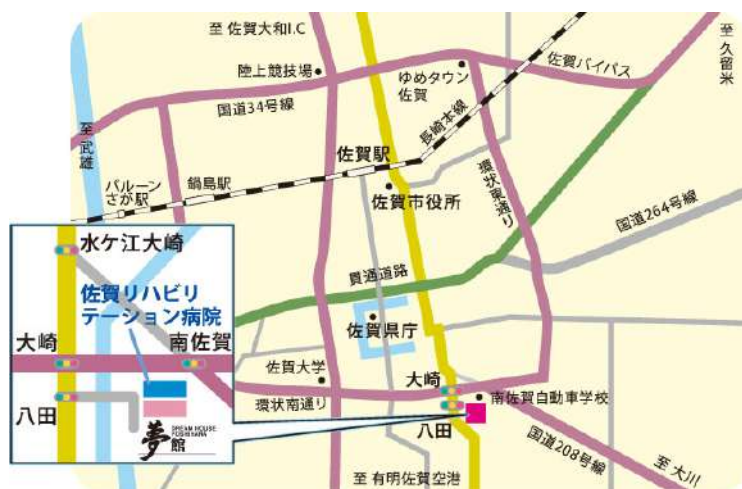 至 佐賀大和I.C
陸上競技場
ゆめタウン
佐賀
佐賀バイパス
至 久留米
国道34号線
至 武雄
長崎本線
佐賀駅
鍋島駅
バルーン
さが駅
佐賀市役所
環状東通り
国道264号線
貫通道路
佐賀県庁
佐賀大学
環状南通り
大崎
南佐賀自動車学校
八田
国道208号線
至 大川
至 有明佐賀空港
水ケ江大崎
佐賀リハビリ
テーション病院
大崎
南佐賀
八田
DREAM HOUSE
YOSHIHARA
夢館